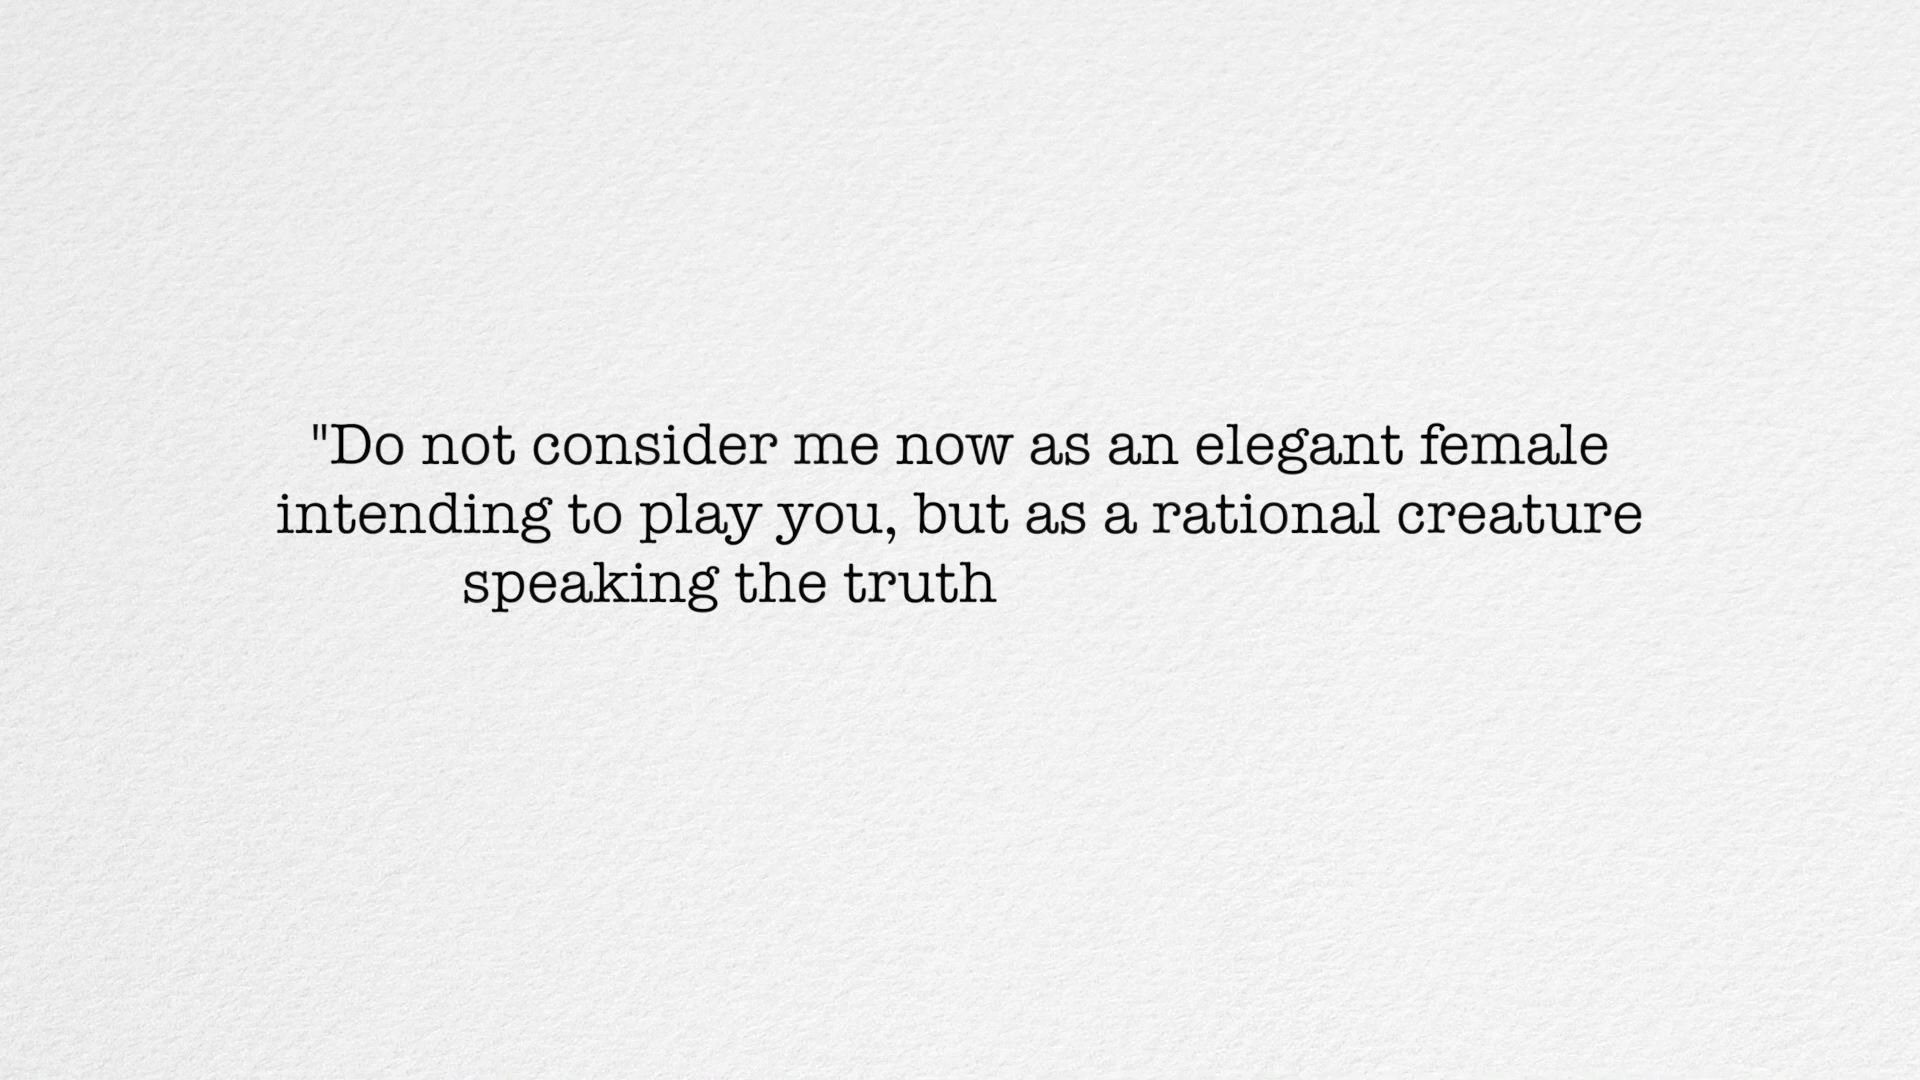 "Do not consider me now as an elegant female
intending to play you, but as a rational creature
speaking the truth